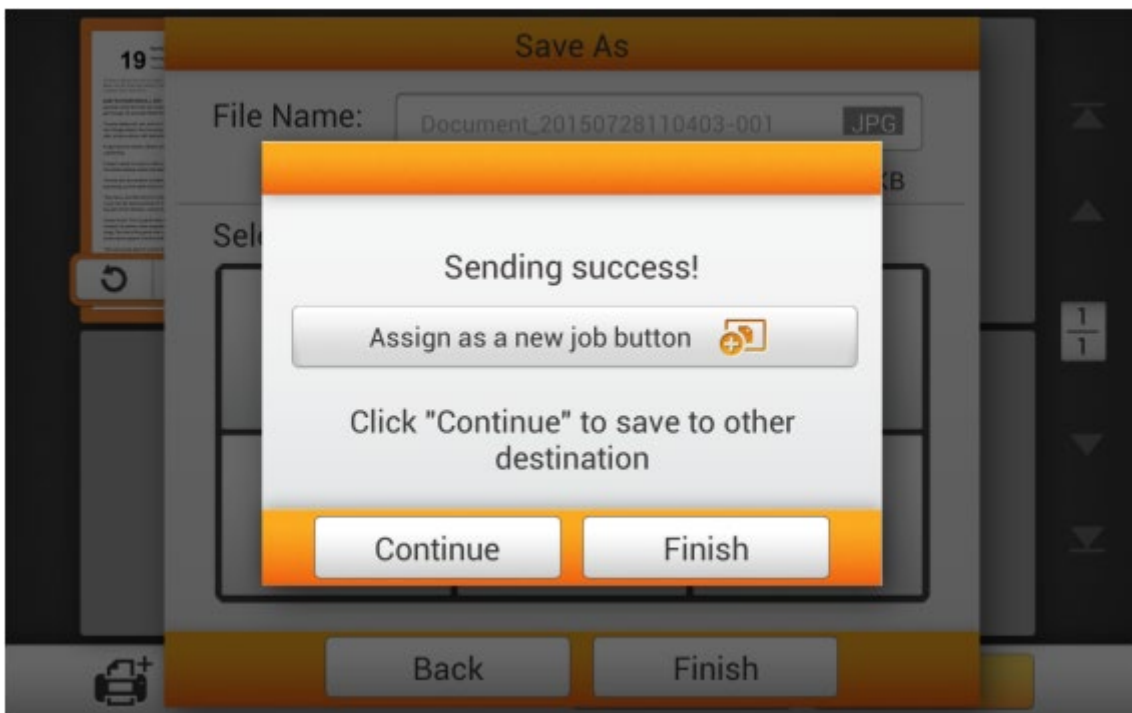 19
Save As
File Name:
Document_20150728110403-001 JPG
KB
Sele
Sending success!
Assign as a new job button
Click "Continue" to save to other
destination
Continue Finish
1
1
Back Finish